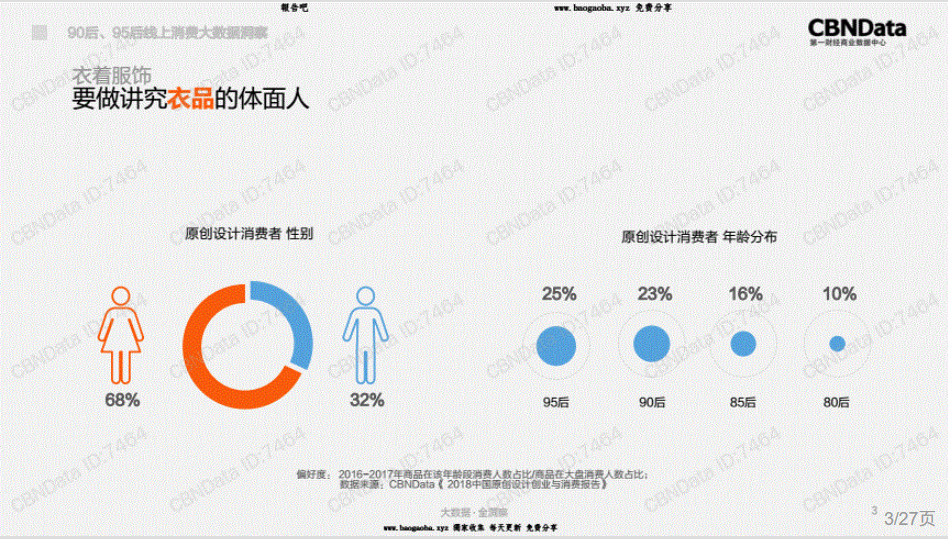 報告吧
www.baogaoba.xyz 免费分享
90后、95后线上消费大数据洞察
CBNData
第一财经商业数据中心
衣着服饰
要做讲究衣品的体面人
原创设计消费者 性别
原创设计消费者 年龄分布
68%
32%
25% 23% 16% 10%
95后 90后 85后 80后
偏好度： 2016-2017年商品在该年龄段消费人数占比/商品在大盘消费人数占比；
数据来源：CBNData《 2018中国原创设计创业与消费报告》
大数据 · 全洞察
www.baogaoba.xyz 獨家收集 每天更新 免费分享
3
3/27页
CBNData ID:7464